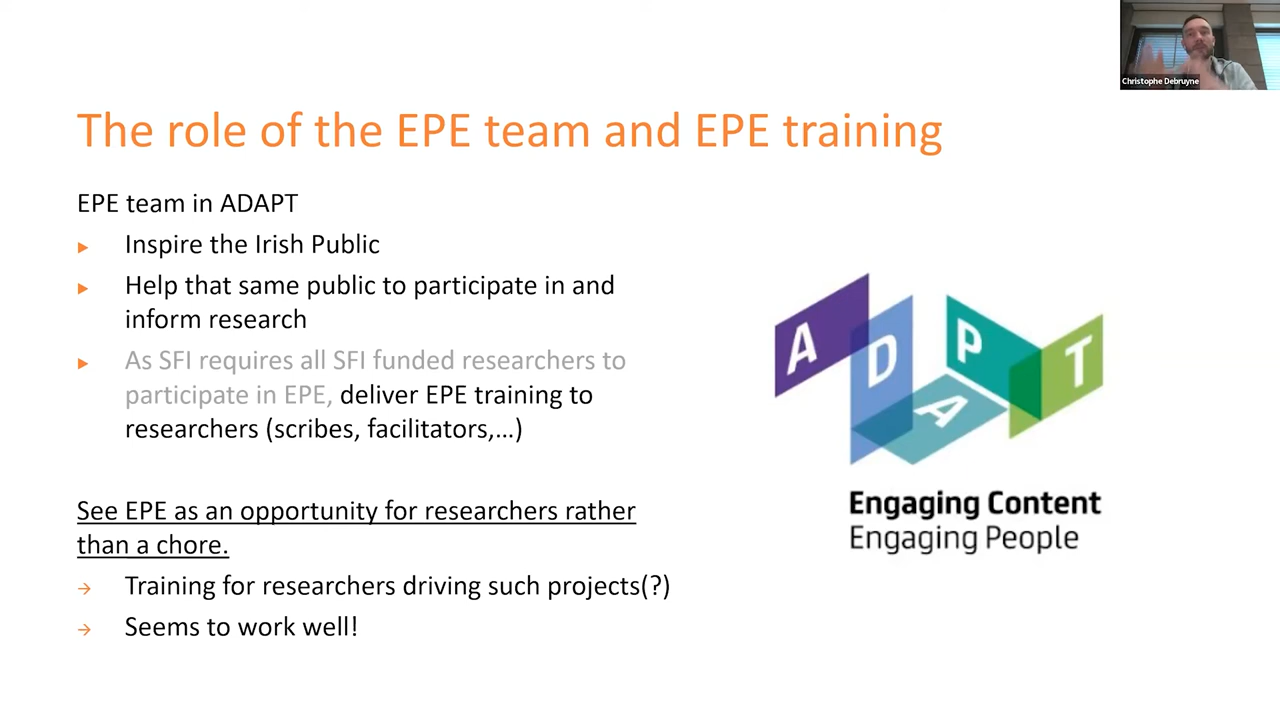 Christophe Debruyne
The role of the EPE team and EPE training
EPE team in ADAPT
Inspire the Irish Public
Help that same public to participate in and
inform research
As SFI requires all SFI funded researchers to
participate in EPE, deliver EPE training to
researchers (scribes, facilitators,...)
See EPE as an opportunity for researchers rather
than a chore.
Training for researchers driving such projects(?)
Seems to work well!
ADAPT
Engaging Content
Engaging People